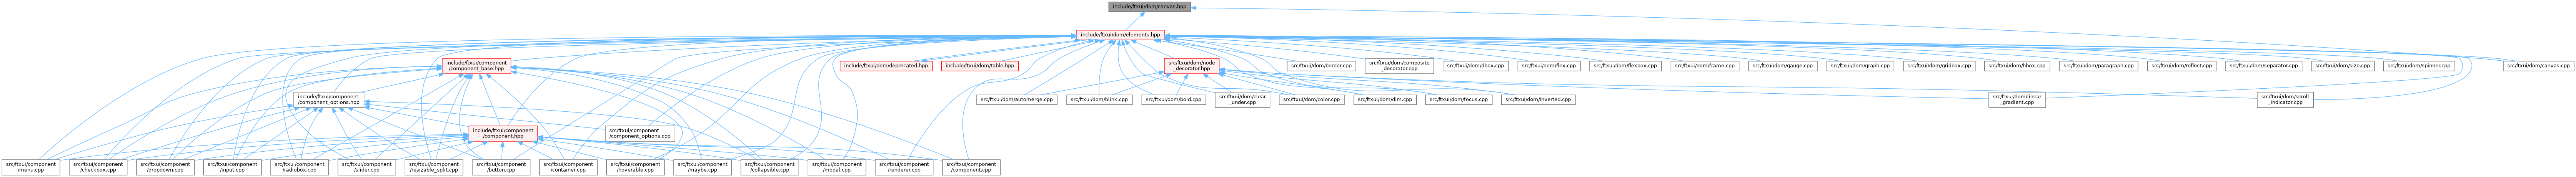 include/ftxui/dom/canvas.hpp
include/ftxui/dom/elements.hpp
include/ftxui/component
/component_base.hpp
include/ftxui/dom/deprecated.hpp
include/ftxui/dom/table.hpp
src/ftxui/dom/node
_decorator.hpp
src/ftxui/dom/border.cpp
src/ftxui/dom/composite
_decorator.cpp
src/ftxui/dom/dbox.cpp
src/ftxui/dom/flex.cpp
src/ftxui/dom/flexbox.cpp
src/ftxui/dom/frame.cpp
src/ftxui/dom/gauge.cpp
src/ftxui/dom/graph.cpp
src/ftxui/dom/gridbox.cpp
src/ftxui/dom/hbox.cpp
src/ftxui/dom/paragraph.cpp
src/ftxui/dom/reflect.cpp
src/ftxui/dom/separator.cpp
src/ftxui/dom/size.cpp
src/ftxui/dom/spinner.cpp
src/ftxui/dom/canvas.cpp
include/ftxui/component
/component_options.hpp
src/ftxui/dom/automerge.cpp
src/ftxui/dom/blink.cpp
src/ftxui/dom/bold.cpp
src/ftxui/dom/clear
_under.cpp
src/ftxui/dom/color.cpp
src/ftxui/dom/dim.cpp
src/ftxui/dom/focus.cpp
src/ftxui/dom/inverted.cpp
src/ftxui/dom/linear
_gradient.cpp
src/ftxui/dom/scroll
_indicator.cpp
include/ftxui/component
/component.hpp
src/ftxui/component
/component_options.cpp
src/ftxui/component
/menu.cpp
src/ftxui/component
/checkbox.cpp
src/ftxui/component
/dropdown.cpp
src/ftxui/component
/input.cpp
src/ftxui/component
/radiobox.cpp
src/ftxui/component
/slider.cpp
src/ftxui/component
/resizable_split.cpp
src/ftxui/component
/button.cpp
src/ftxui/component
/container.cpp
src/ftxui/component
/hoverable.cpp
src/ftxui/component
/maybe.cpp
src/ftxui/component
/collapsible.cpp
src/ftxui/component
/modal.cpp
src/ftxui/component
/renderer.cpp
src/ftxui/component
/component.cpp